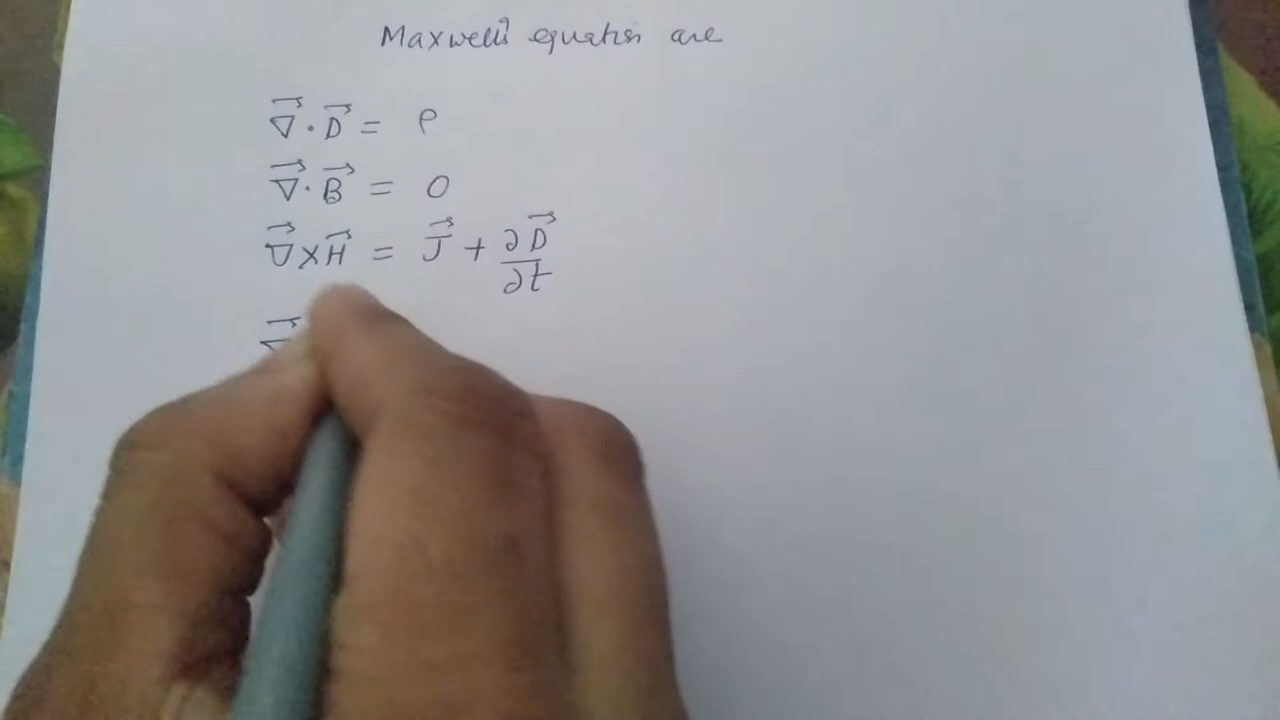 Maxwell's equation are
∇⃗·D⃗ = ρ
∇⃗·B⃗ = 0
∇⃗×H⃗ = J⃗ + ∂D⃗/∂t
∇⃗